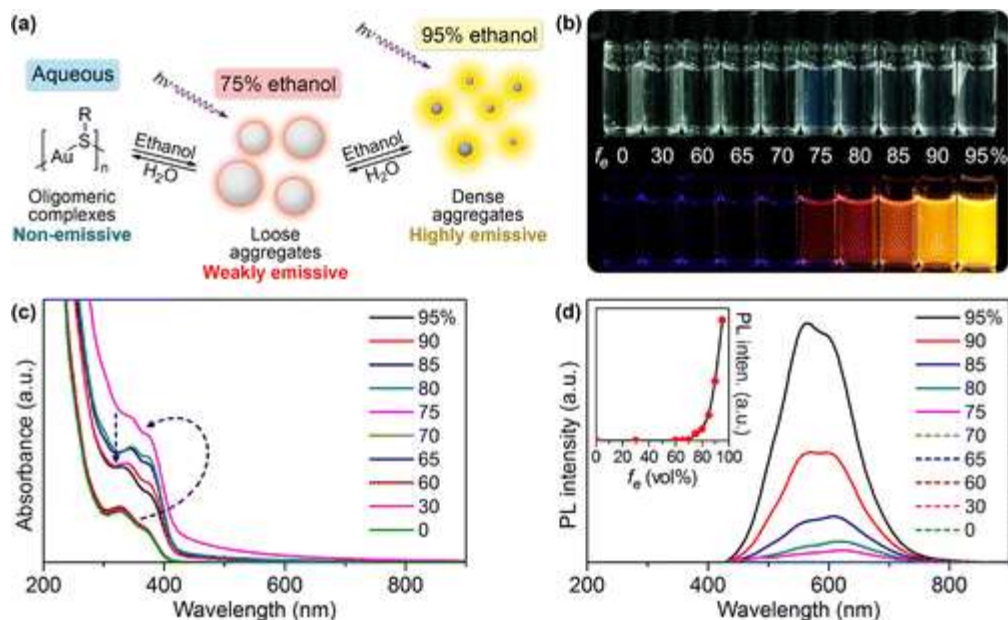 (a)
Aqueous
R
S
Au
n
Oligomeric
complexes
Non-emissive
Ethanol
H₂O
hν
75% ethanol
Loose
aggregates
Weakly emissive
Ethanol
H₂O
hν
95% ethanol
Dense
aggregates
Highly emissive
(b)
fₑ 0 30 60 65 70 75 80 85 90 95%
(c)
Absorbance (a.u.)
95%
90
85
80
75
70
65
60
30
0
200 400 600 800
Wavelength (nm)
(d)
PL intensity (a.u.)
PL inten. (a.u.)
0 20 40 60 80 100
fₑ (vol%)
95%
90
85
80
75
70
65
60
30
0
200 400 600 800
Wavelength (nm)